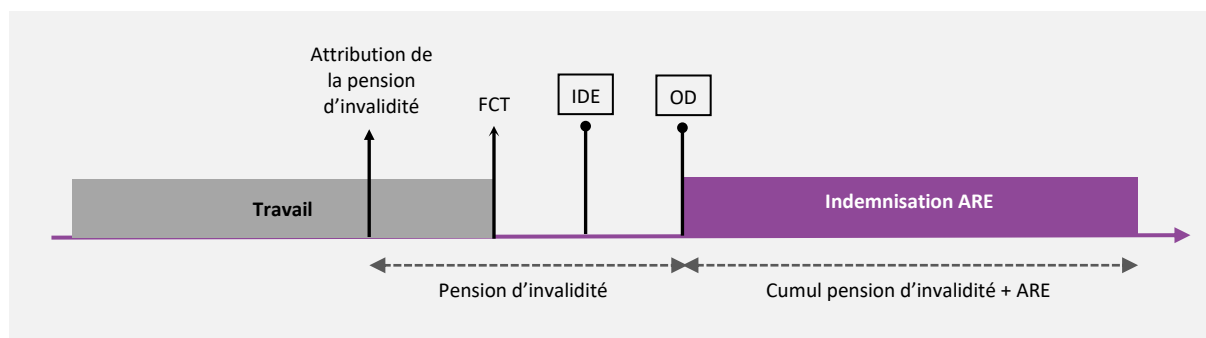 Attribution de
la pension
d’invalidité
FCT
IDE
OD
Travail
Indemnisation ARE
Pension d’invalidité
Cumul pension d’invalidité + ARE